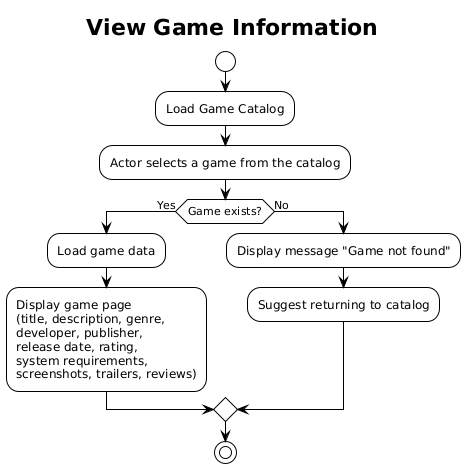 View Game Information
Load Game Catalog
Actor selects a game from the catalog
Game exists?
Yes
No
Load game data
Display game page
(title, description, genre,
developer, publisher,
release date, rating,
system requirements,
screenshots, trailers, reviews)
Display message "Game not found"
Suggest returning to catalog